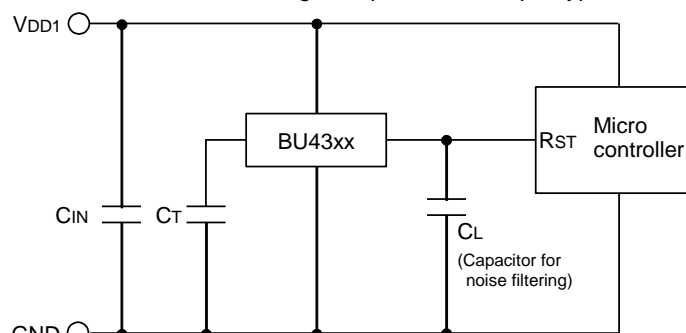 VDD1
BU43xx
RST
Micro
controller
CIN
CT
CL
(Capacitor for
noise filtering)
GND